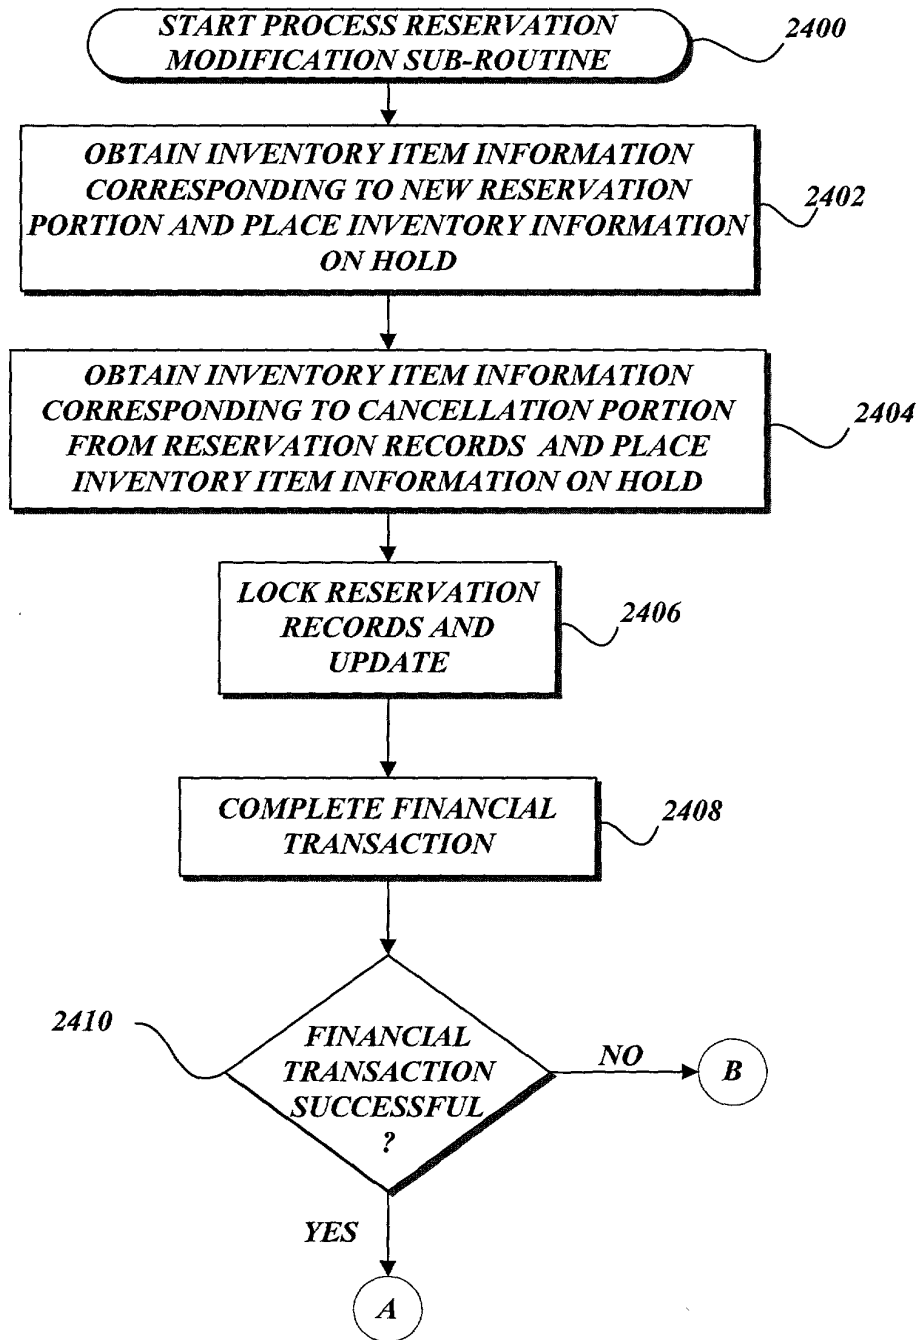 START PROCESS RESERVATION
MODIFICATION SUB-ROUTINE
2400
OBTAIN INVENTORY ITEM INFORMATION
CORRESPONDING TO NEW RESERVATION
PORTION AND PLACE INVENTORY INFORMATION
ON HOLD
2402
OBTAIN INVENTORY ITEM INFORMATION
CORRESPONDING TO CANCELLATION PORTION
FROM RESERVATION RECORDS AND PLACE
INVENTORY ITEM INFORMATION ON HOLD
2404
LOCK RESERVATION
RECORDS AND
UPDATE
2406
COMPLETE FINANCIAL
TRANSACTION
2408
2410
FINANCIAL
TRANSACTION
SUCCESSFUL
?
NO
B
YES
A